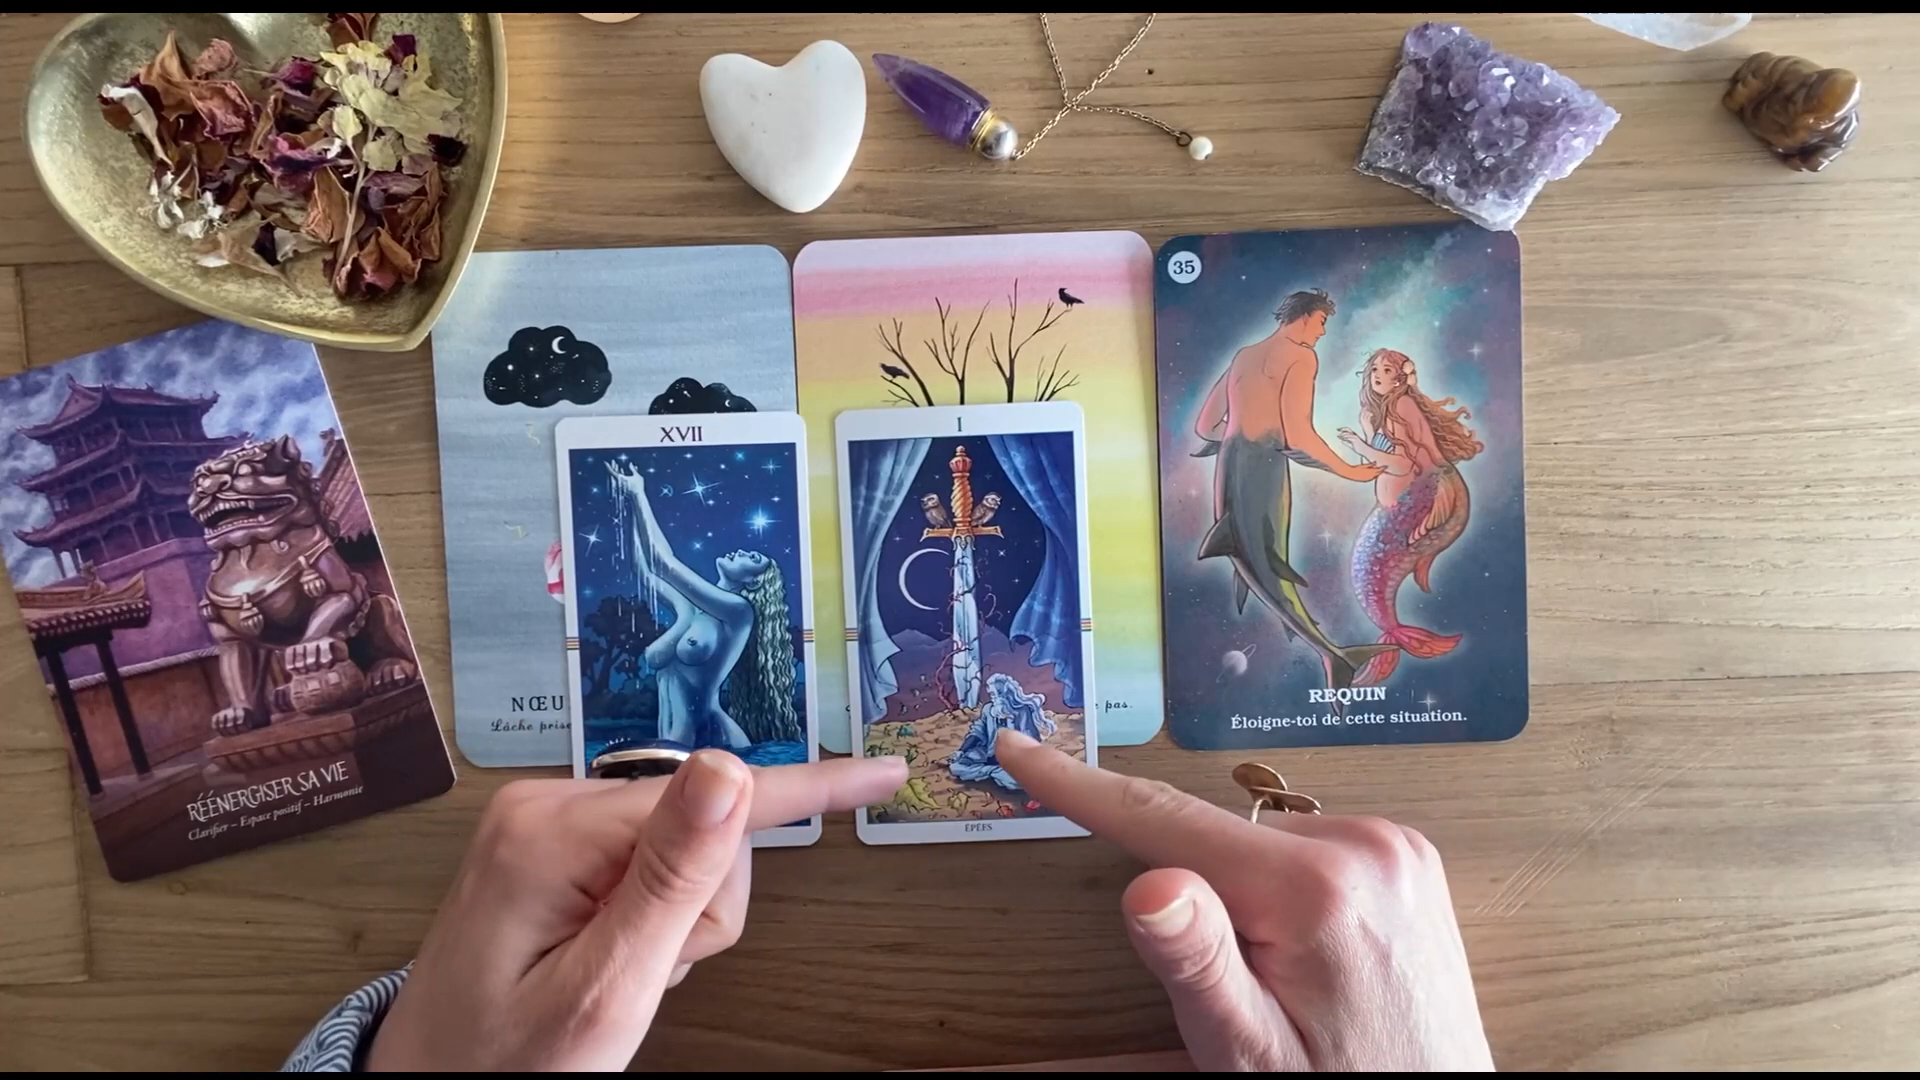 RÉÉNERGISER SA VIE
Clarifier – Espace positif – Harmonie
NŒU
Lâche prise
XVII
I
ÉPÉES
pas.
35
REQUIN
Éloigne-toi de cette situation.